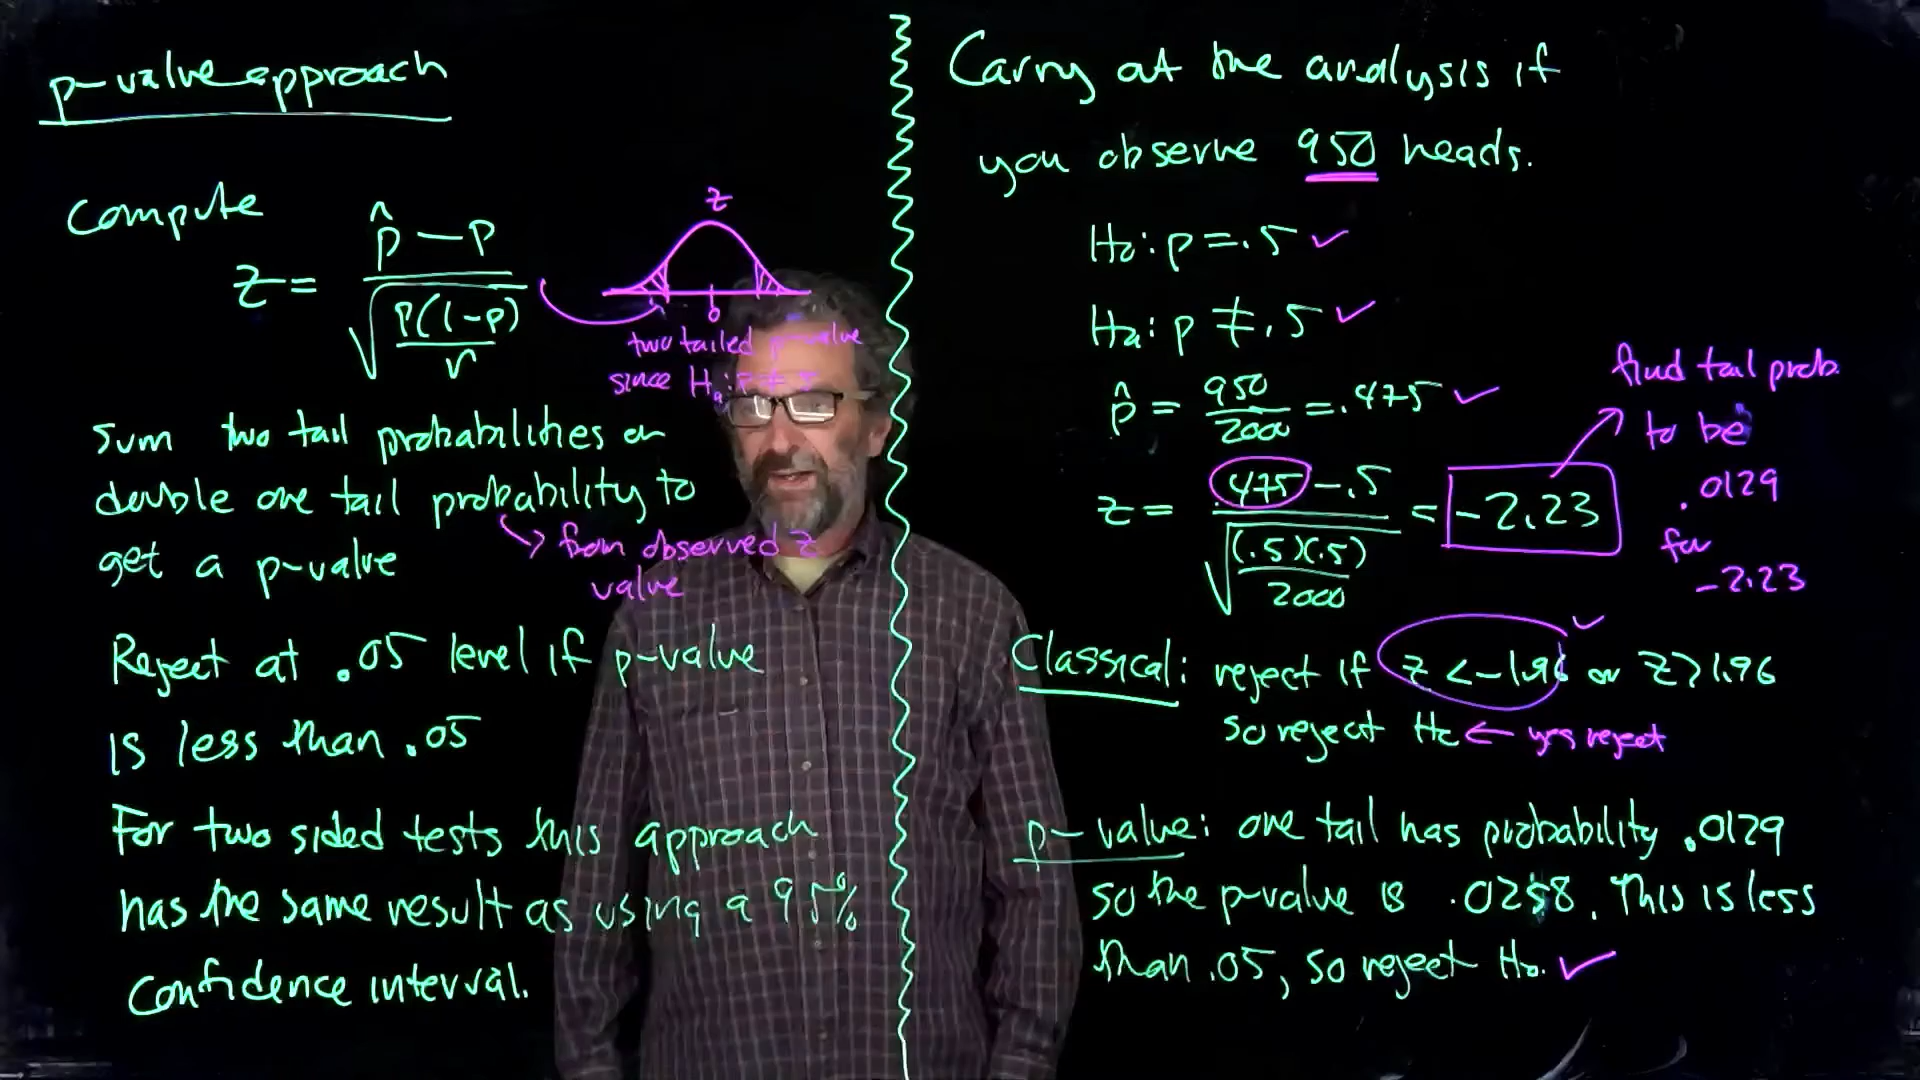 p-value approach
Compute
z = p̂ - p / √(p(1-p)/n)
z
0
two tailed p-value
since Ha: p ≠ .5
Sum two tail probabilities or
double one tail probability to
get a p-value
from observed z
value
Reject at .05 level if p-value
is less than .05
For two sided tests this approach
has the same result as using a 95%
confidence interval.
Carry out the analysis if
you observe 950 heads.
H0: p = .5 ✓
Ha: p ≠ .5 ✓
p̂ = 950/2000 = .475 ✓
z = .475 - .5 / √((.5)(.5)/2000) = -2.23
find tail prob.
to be
.0129
for
-2.23
Classical: reject if z < -1.96 or z > 1.96 ✓
so reject H0 ← yes reject
p-value: one tail has probability .0129
so the p-value is .0258. This is less
than .05, so reject H0. ✓